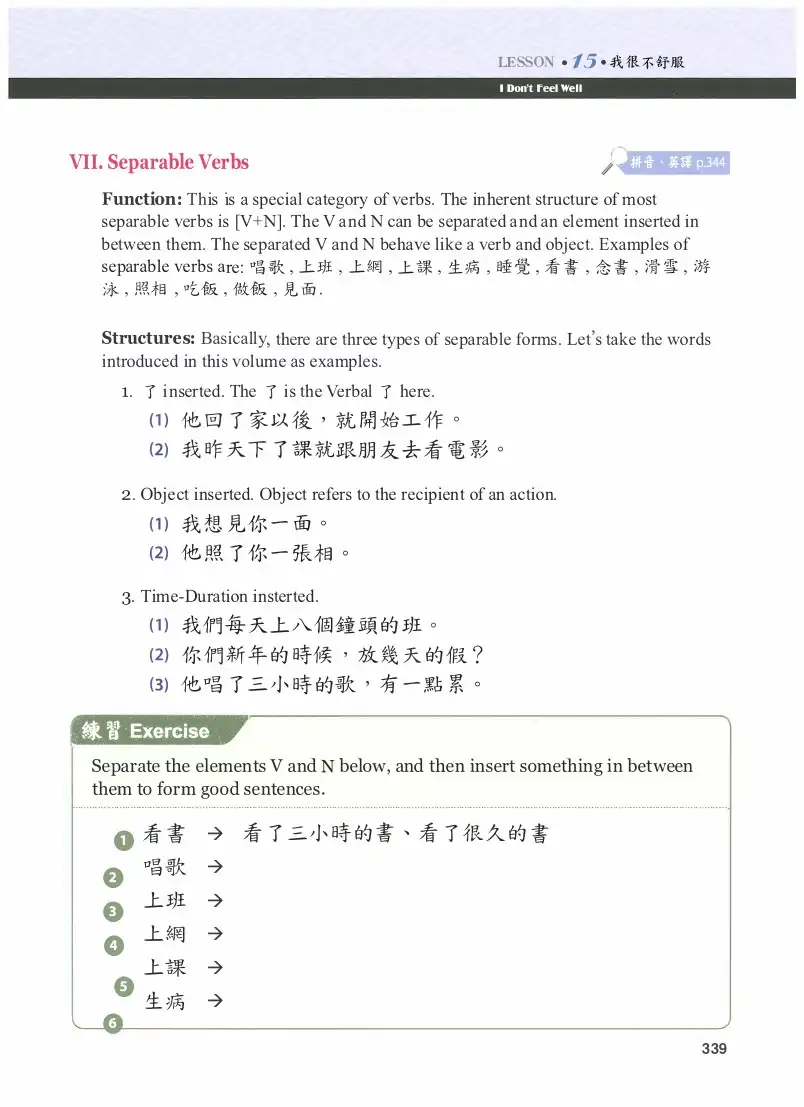 LESSON • 15 • 我很不舒服
I Don't Feel Well
VII. Separable Verbs
拼音、英譯 p.344
Function: This is a special category of verbs. The inherent structure of most
separable verbs is [V+N]. The V and N can be separated and an element inserted in
between them. The separated V and N behave like a verb and object. Examples of
separable verbs are: 唱歌 , 上班 , 上網 , 上課 , 生病 , 睡覺 , 看書 , 念書 , 滑雪 , 游
泳 , 照相 , 吃飯 , 做飯 , 見面 .
Structures: Basically, there are three types of separable forms. Let's take the words
introduced in this volume as examples.
1. 了 inserted. The 了 is the Verbal 了 here.
(1) 他回了家以後，就開始工作。
(2) 我昨天下了課就跟朋友去看電影。
2. Object inserted. Object refers to the recipient of an action.
(1) 我想見你一面。
(2) 他照了你一張相。
3. Time-Duration insterted.
(1) 我們每天上八個鐘頭的班。
(2) 你們新年的時候，放幾天的假？
(3) 他唱了三小時的歌，有一點累。
練習 Exercise
Separate the elements V and N below, and then insert something in between
them to form good sentences.
1 看書 → 看了三小時的書、看了很久的書
2 唱歌 →
3 上班 →
4 上網 →
5 上課 →
6 生病 →
339